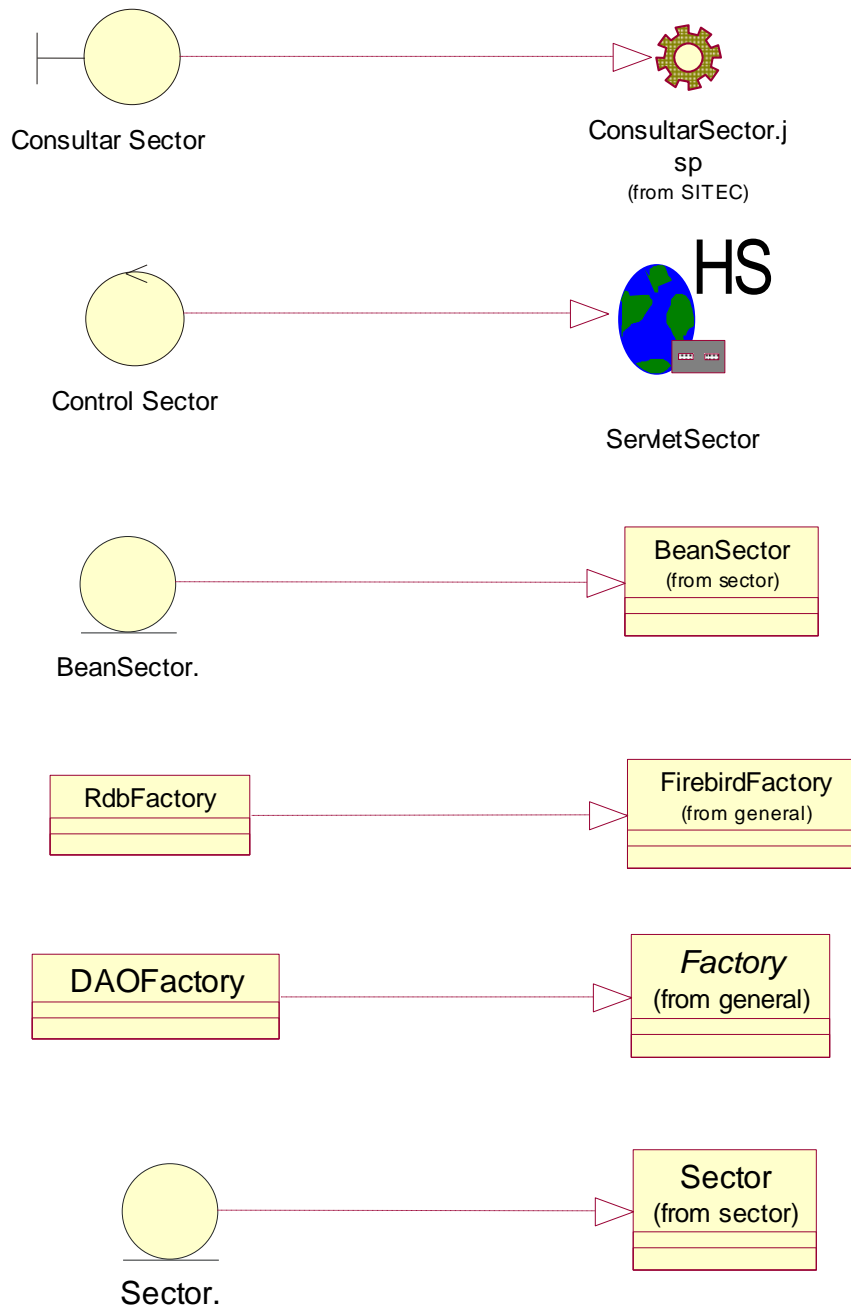 Consultar Sector
ConsultarSector.j
sp
(from SITEC)
HS
Control Sector
ServletSector
BeanSector
(from sector)
BeanSector.
RdbFactory
FirebirdFactory
(from general)
DAOFactory
Factory
(from general)
Sector
(from sector)
Sector.